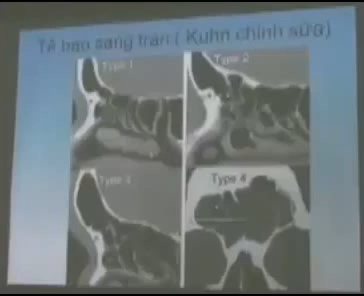 Tế bào sàng trán ( Kuhn chỉnh sửa)
Type 1
Type 2
Type 3
Type 4